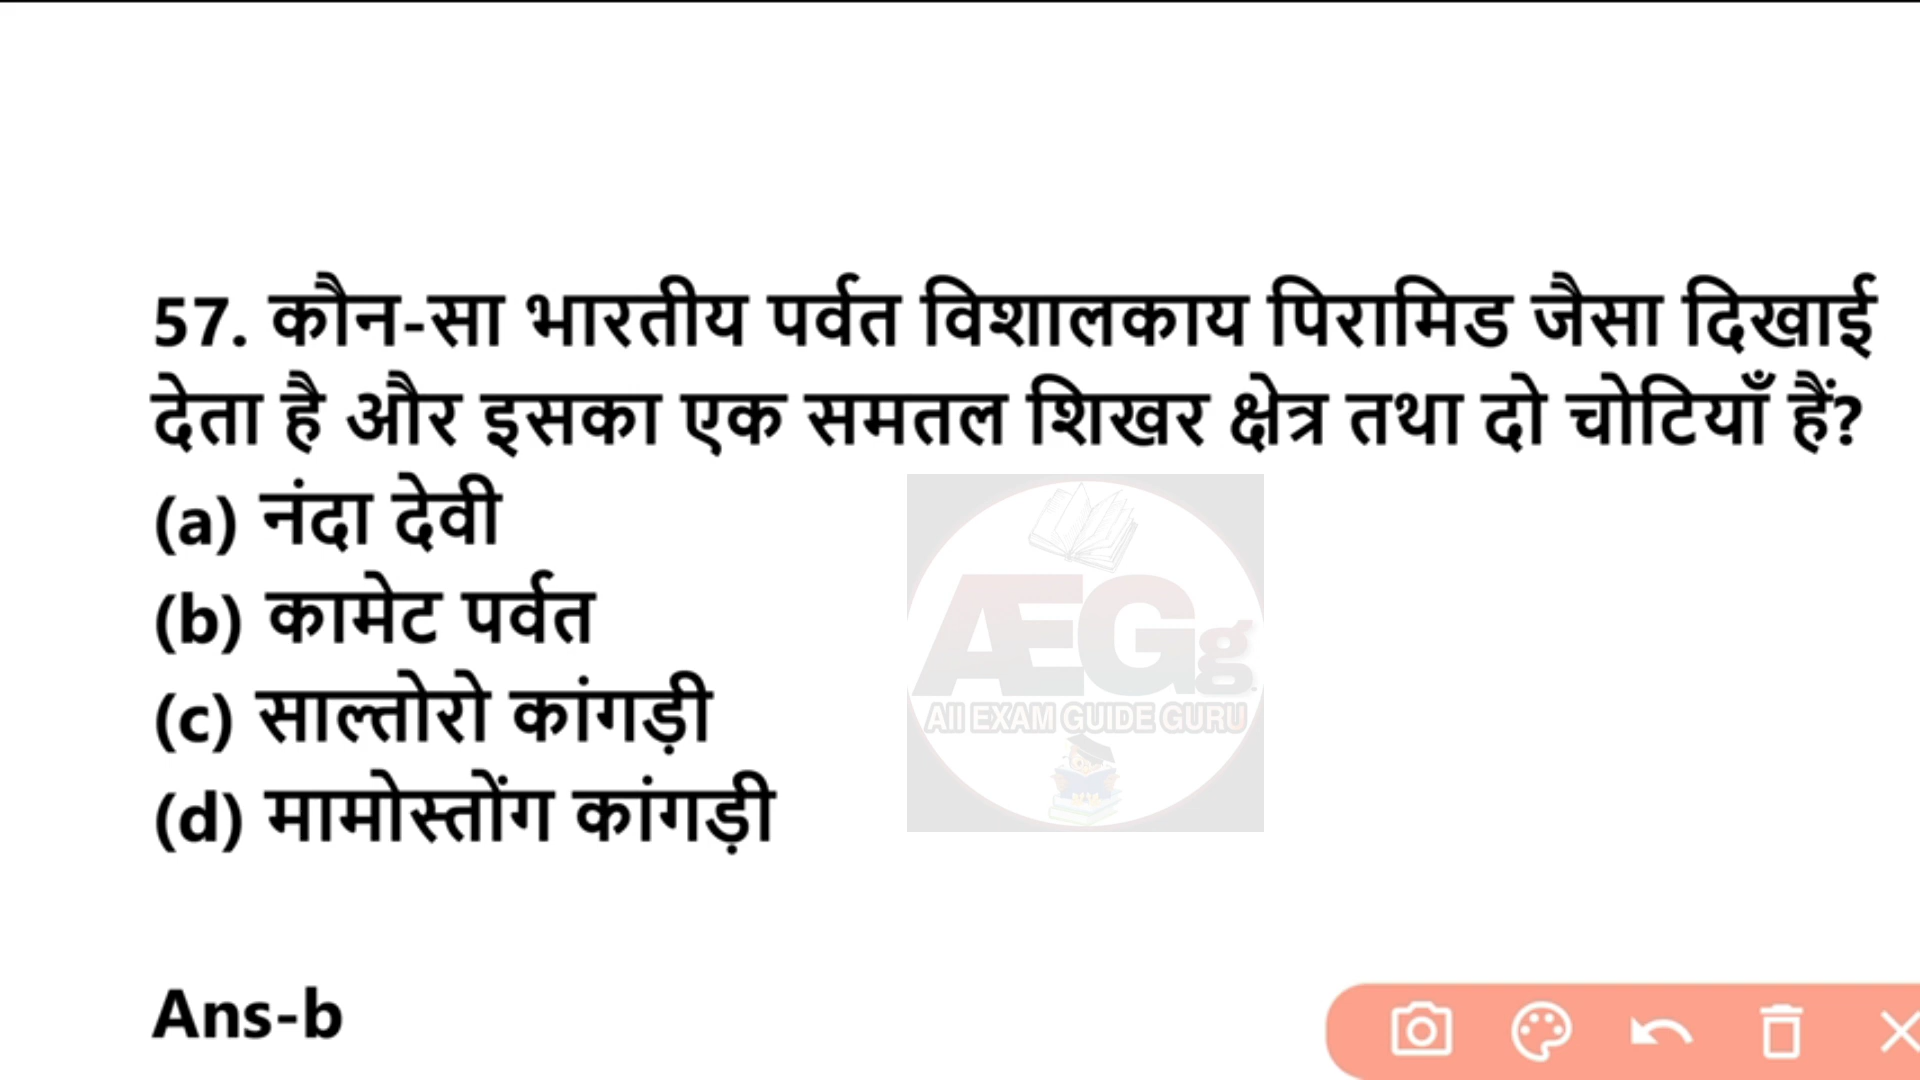 57. कौन-सा भारतीय पर्वत विशालकाय पिरामिड जैसा दिखाई
देता है और इसका एक समतल शिखर क्षेत्र तथा दो चोटियाँ हैं?
(a) नंदा देवी
(b) कामेट पर्वत
(c) साल्तोरो कांगड़ी
(d) मामोस्तोंग कांगड़ी
ÆGg
All EXAM GUIDE GURU
Ans-b